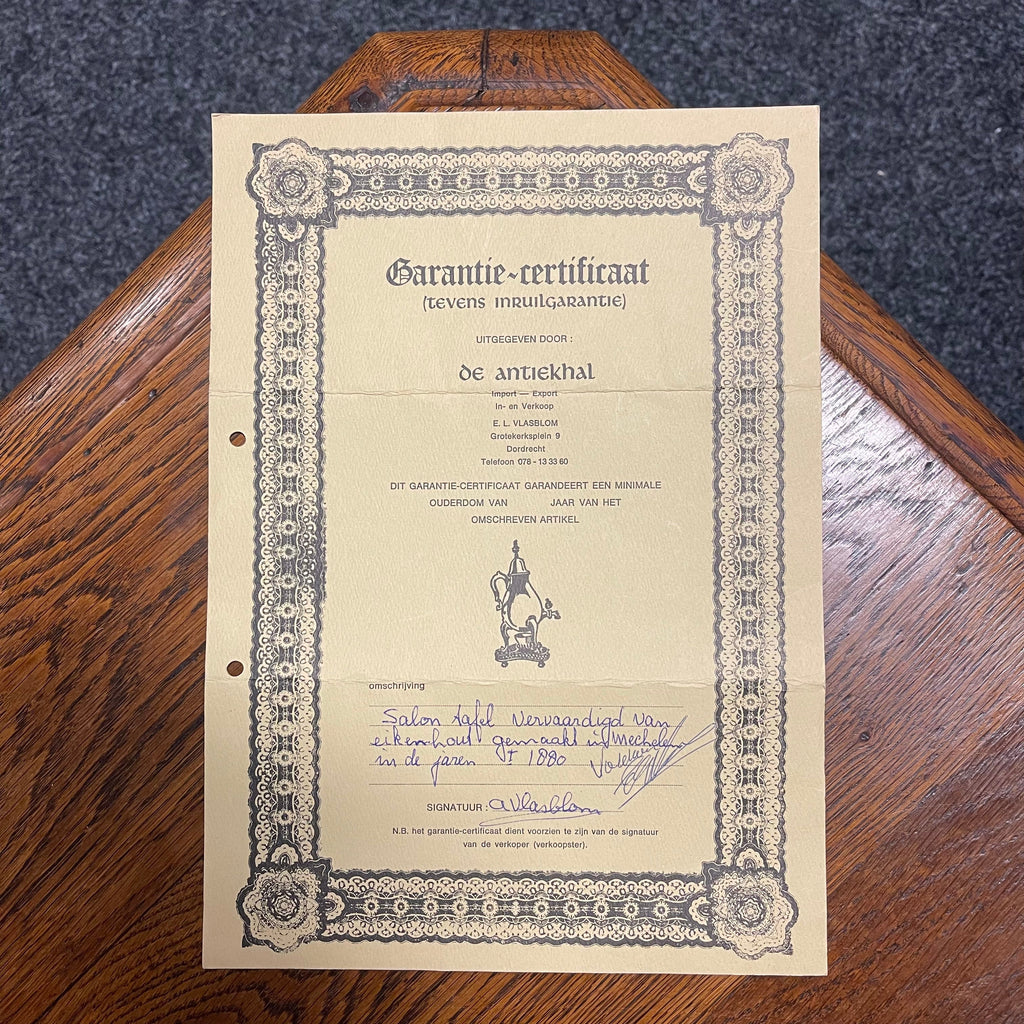 Garantie-certificaat
(tevens inruilgarantie)
UITGEGEVEN DOOR :
de antiekhal
Import — Export
In- en Verkoop
E. L. VLASBLOM
Grotekerksplein 9
Dordrecht
Telefoon 078 - 13 33 60
DIT GARANTIE-CERTIFICAAT GARANDEERT EEN MINIMALE
OUDERDOM VAN JAAR VAN HET
OMSCHREVEN ARTIKEL
omschrijving
Salon tafel vervaardigd van
eikenhout gemaakt in Mechelen
in de jaren ± 1880
SIGNATUUR : a Vlasblom
N.B. het garantie-certificaat dient voorzien te zijn van de signatuur
van de verkoper (verkoopster).